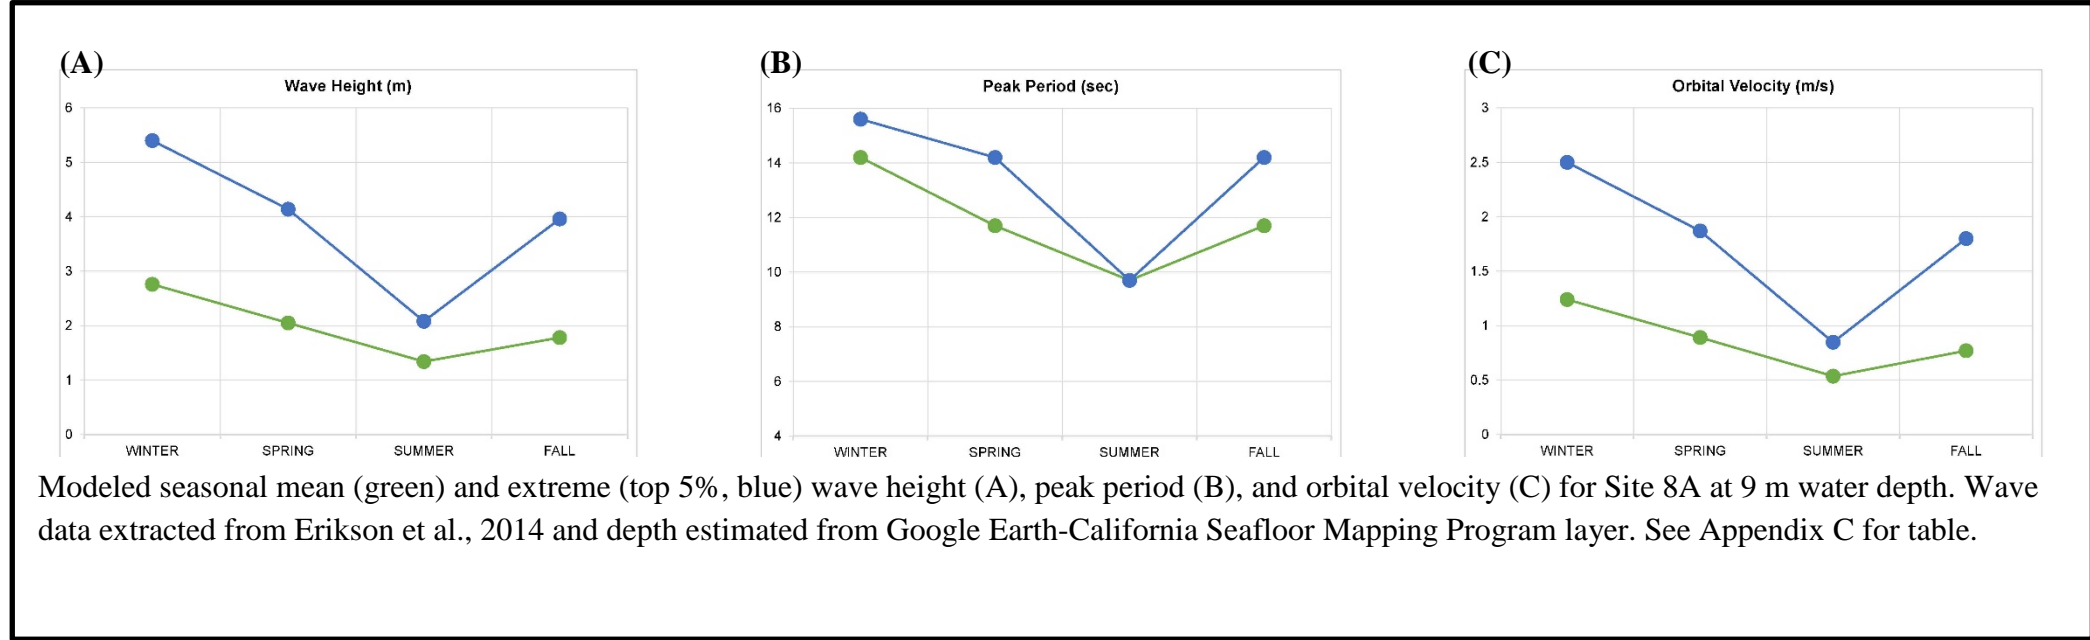 (A)
Wave Height (m)
6
5
4
3
2
1
0
WINTER SPRING SUMMER FALL
(B)
Peak Period (sec)
16
14
12
10
8
6
4
WINTER SPRING SUMMER FALL
(C)
Orbital Velocity (m/s)
3
2.5
2
1.5
1
0.5
0
WINTER SPRING SUMMER FALL
Modeled seasonal mean (green) and extreme (top 5%, blue) wave height (A), peak period (B), and orbital velocity (C) for Site 8A at 9 m water depth. Wave
data extracted from Erikson et al., 2014 and depth estimated from Google Earth-California Seafloor Mapping Program layer. See Appendix C for table.